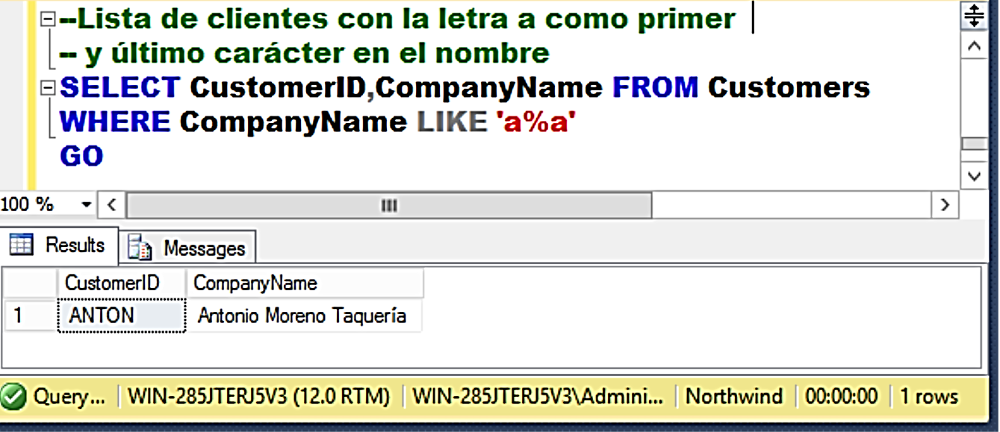 --Lista de clientes con la letra a como primer
-- y último carácter en el nombre
SELECT CustomerID,CompanyName FROM Customers
WHERE CompanyName LIKE 'a%a'
GO
100 %
Results Messages
CustomerID CompanyName
1 ANTON Antonio Moreno Taquería
Query... WIN-285JTERJ5V3 (12.0 RTM) WIN-285JTERJ5V3\Admini... Northwind 00:00:00 1 rows